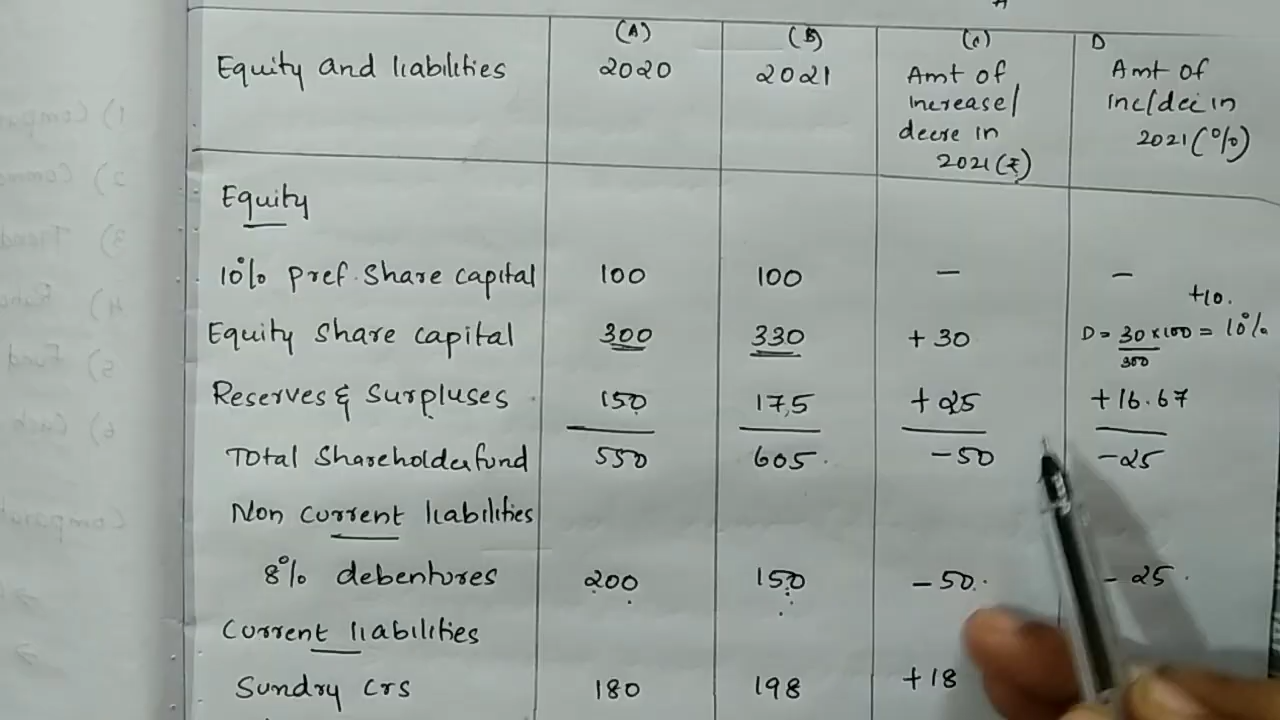 (A) (B) (C) D
Equity and liabilities 2020 2021 Amt of Amt of
increase/ inc/dec in
decre in 2021 (%)
2021 (₹)
Equity
10% pref. Share capital 100 100 — —
+10.
Equity Share capital 300 330 + 30 D = 30 × 100 = 10%
300
Reserves & Surpluses 150 175 + 25 + 16.67
Total Shareholder fund 550 605 - 50 - 25
Non current liabilities
8% debentures 200 150 - 50 - 25
Current liabilities
Sundry Crs 180 198 + 18